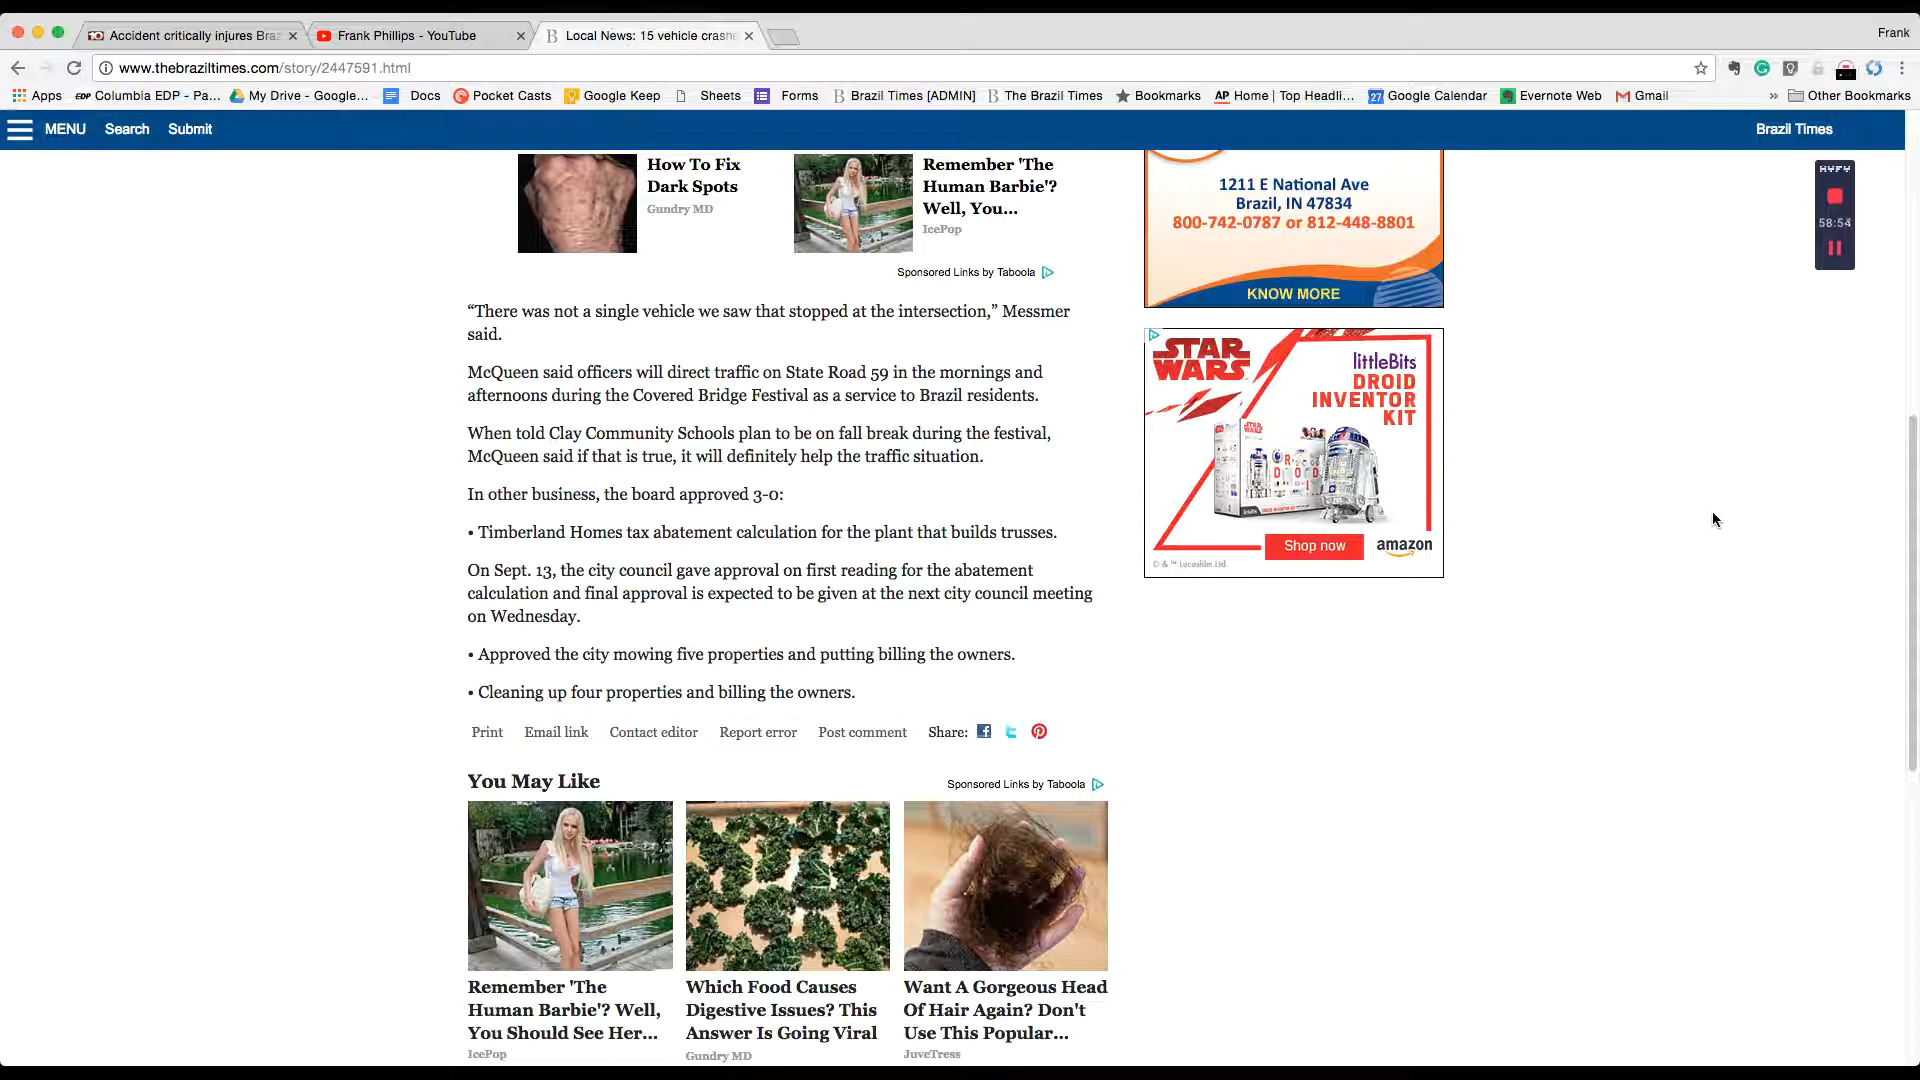 Accident critically injures Braz
Frank Phillips - YouTube
Local News: 15 vehicle crash
Frank
www.thebraziltimes.com/story/2447591.html
Apps
EDP Columbia EDP - Pa...
My Drive - Google...
Docs
Pocket Casts
Google Keep
Sheets
Forms
Brazil Times [ADMIN]
The Brazil Times
Bookmarks
AP Home | Top Headli...
27 Google Calendar
Evernote Web
Gmail
» Other Bookmarks
MENU Search Submit
Brazil Times
How To Fix
Dark Spots
Gundry MD
Remember 'The
Human Barbie'?
Well, You...
IcePop
Sponsored Links by Taboola
1211 E National Ave
Brazil, IN 47834
800-742-0787 or 812-448-8801
KNOW MORE
58:54
“There was not a single vehicle we saw that stopped at the intersection,” Messmer
said.
McQueen said officers will direct traffic on State Road 59 in the mornings and
afternoons during the Covered Bridge Festival as a service to Brazil residents.
When told Clay Community Schools plan to be on fall break during the festival,
McQueen said if that is true, it will definitely help the traffic situation.
In other business, the board approved 3-0:
• Timberland Homes tax abatement calculation for the plant that builds trusses.
On Sept. 13, the city council gave approval on first reading for the abatement
calculation and final approval is expected to be given at the next city council meeting
on Wednesday.
• Approved the city mowing five properties and putting billing the owners.
• Cleaning up four properties and billing the owners.
STAR
WARS
littleBits
DROID
INVENTOR
KIT
Shop now
amazon
© & ™ Lucasfilm Ltd.
Print Email link Contact editor Report error Post comment Share:
You May Like
Sponsored Links by Taboola
Remember 'The
Human Barbie'? Well,
You Should See Her...
IcePop
Which Food Causes
Digestive Issues? This
Answer Is Going Viral
Gundry MD
Want A Gorgeous Head
Of Hair Again? Don't
Use This Popular...
JuveTress